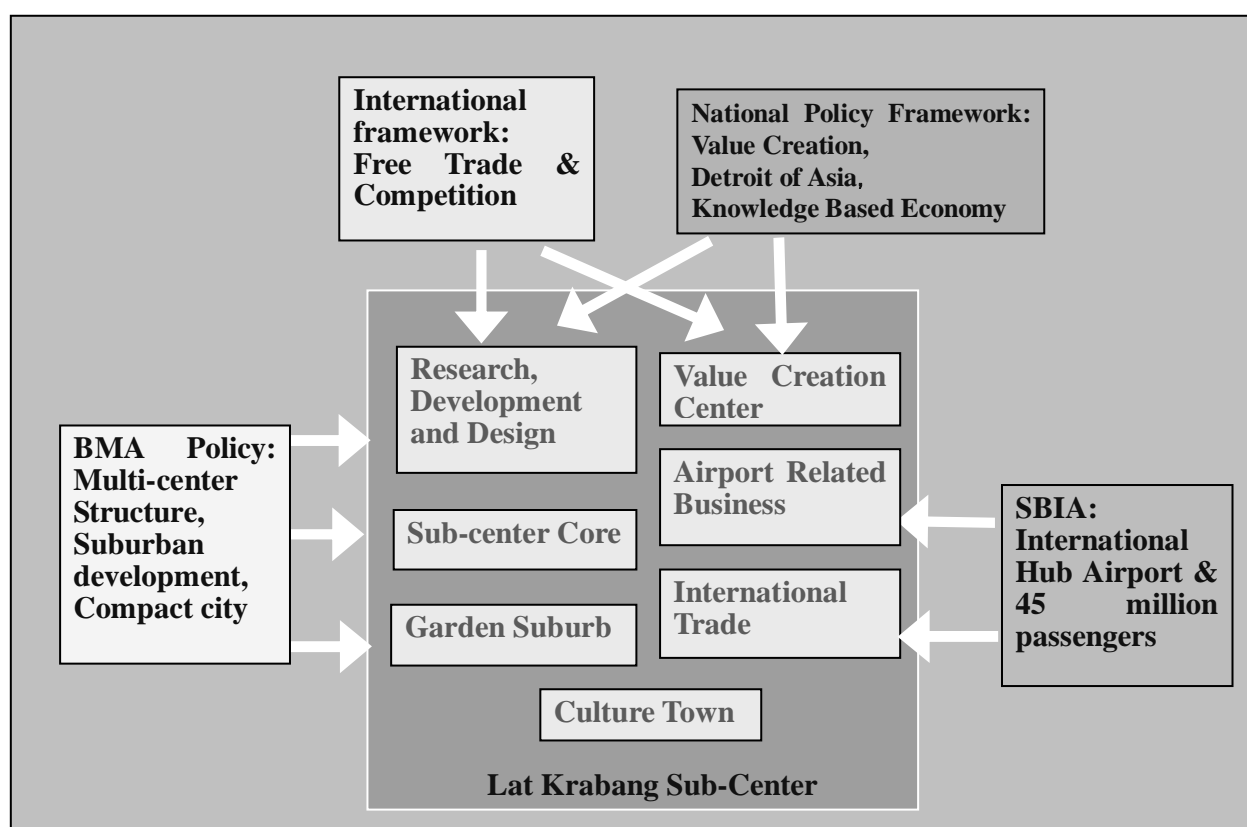 International
framework:
Free Trade &
Competition
National Policy Framework:
Value Creation,
Detroit of Asia,
Knowledge Based Economy
BMA Policy:
Multi-center
Structure,
Suburban
development,
Compact city
Research,
Development
and Design
Sub-center Core
Garden Suburb
Value Creation
Center
Airport Related
Business
International
Trade
Culture Town
Lat Krabang Sub-Center
SBIA:
International
Hub Airport &
45 million
passengers